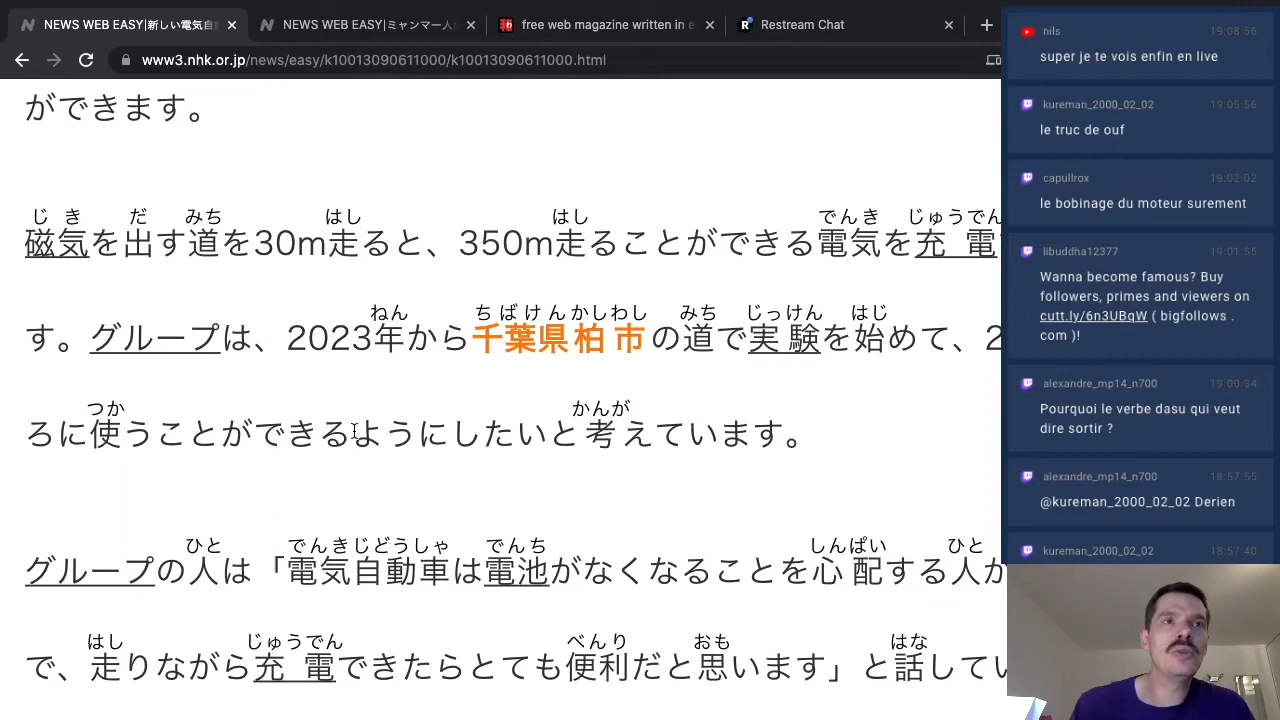 NEWS WEB EASY|新しい電気自動
NEWS WEB EASY|ミャンマー人
free web magazine written in e
Restream Chat
www3.nhk.or.jp/news/easy/k10013090611000/k10013090611000.html
ができます。
じき だ みち はし はし でんき じゅうでん
磁気を出す道を30m走ると、350m走ることができる電気を充電
ねん ちばけんかしわし みち じっけん はじ
す。グループは、2023年から千葉県柏市の道で実験を始めて、2
つか かんが
ろに使うことができるようにしたいと考えています。
ひと でんきじどうしゃ でんち しんぱい ひと
グループの人は「電気自動車は電池がなくなることを心配する人が
はし じゅうでん べんり おも はな
で、走りながら充電できたらとても便利だと思います」と話してい
nils 19:08:56
super je te vois enfin en live
kureman_2000_02_02 19:05:56
le truc de ouf
capullrox 19:02:02
le bobinage du moteur surement
libuddha12377 19:01:55
Wanna become famous? Buy
followers, primes and viewers on
cutt.ly/6n3UBqW ( bigfollows .
com )!
alexandre_mp14_n700 19:00:34
Pourquoi le verbe dasu qui veut
dire sortir ?
alexandre_mp14_n700 18:57:55
@kureman_2000_02_02 Derien
kureman_2000_02_02 18:57:40